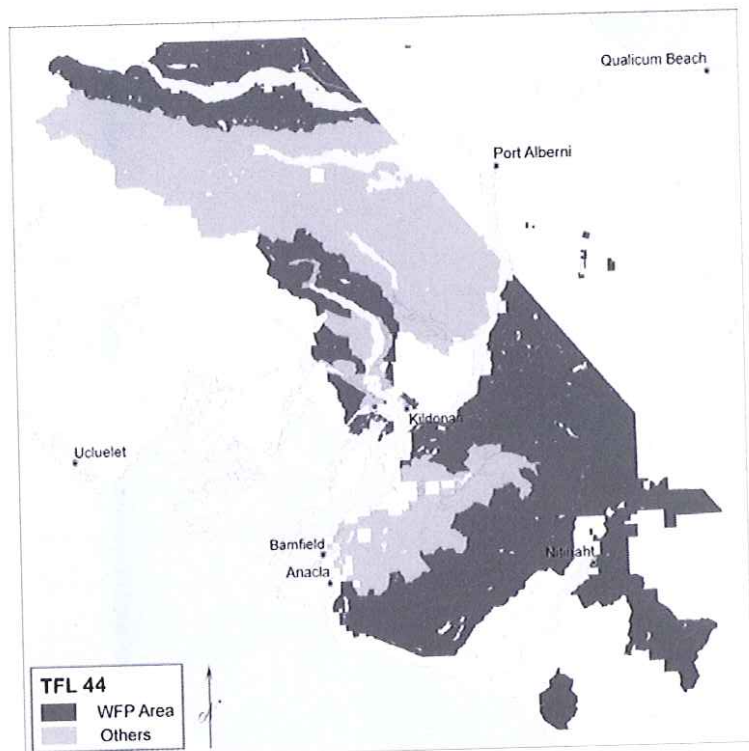 Qualicum Beach
Port Alberni
Kildonan
Ucluelet
Bamfield
Anacla
Nitinaht
TFL 44
WFP Area
Others